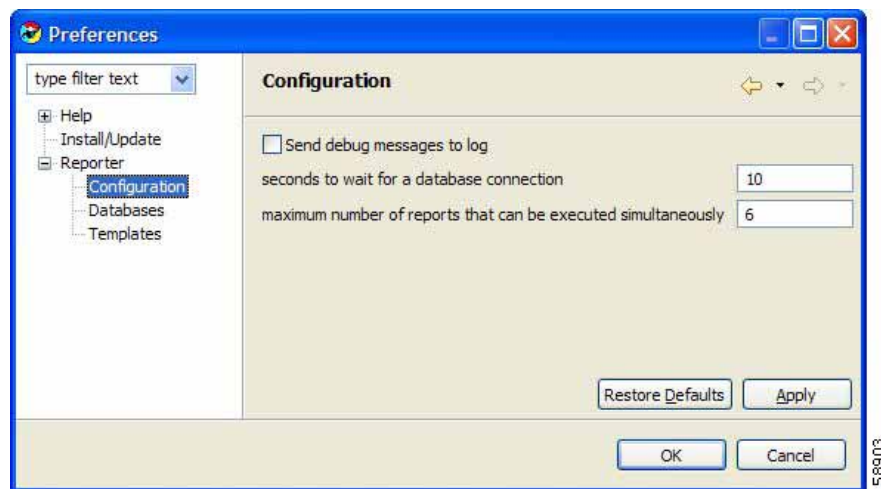 Preferences
type filter text
Configuration
Help
Install/Update
Reporter
Configuration
Databases
Templates
Send debug messages to log
seconds to wait for a database connection 10
maximum number of reports that can be executed simultaneously 6
Restore Defaults Apply
OK Cancel
58903